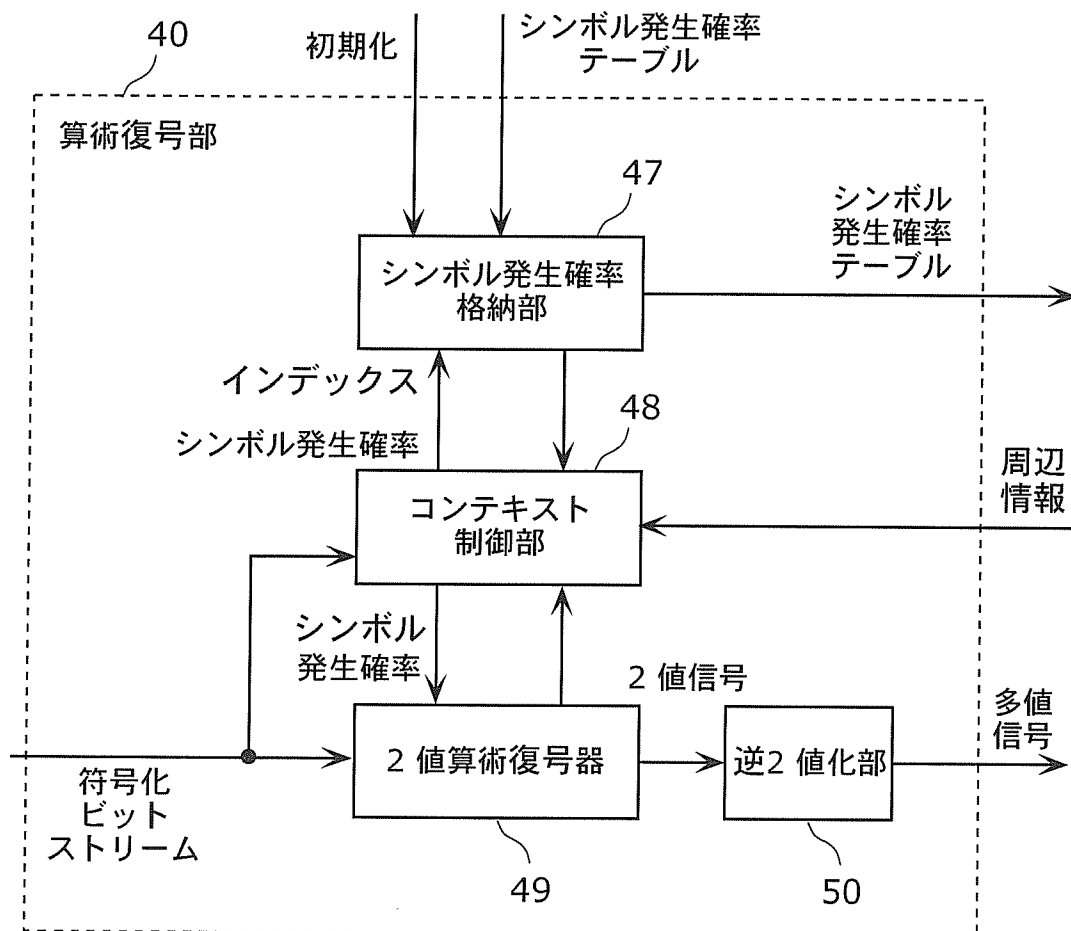 40
初期化
シンボル発生確率
テーブル
算術復号部
47
シンボル発生確率
格納部
シンボル
発生確率
テーブル
インデックス
シンボル発生確率
48
コンテキスト
制御部
周辺
情報
シンボル
発生確率
2 値信号
2 値算術復号器
逆2 値化部
多値
信号
符号化
ビット
ストリーム
49
50